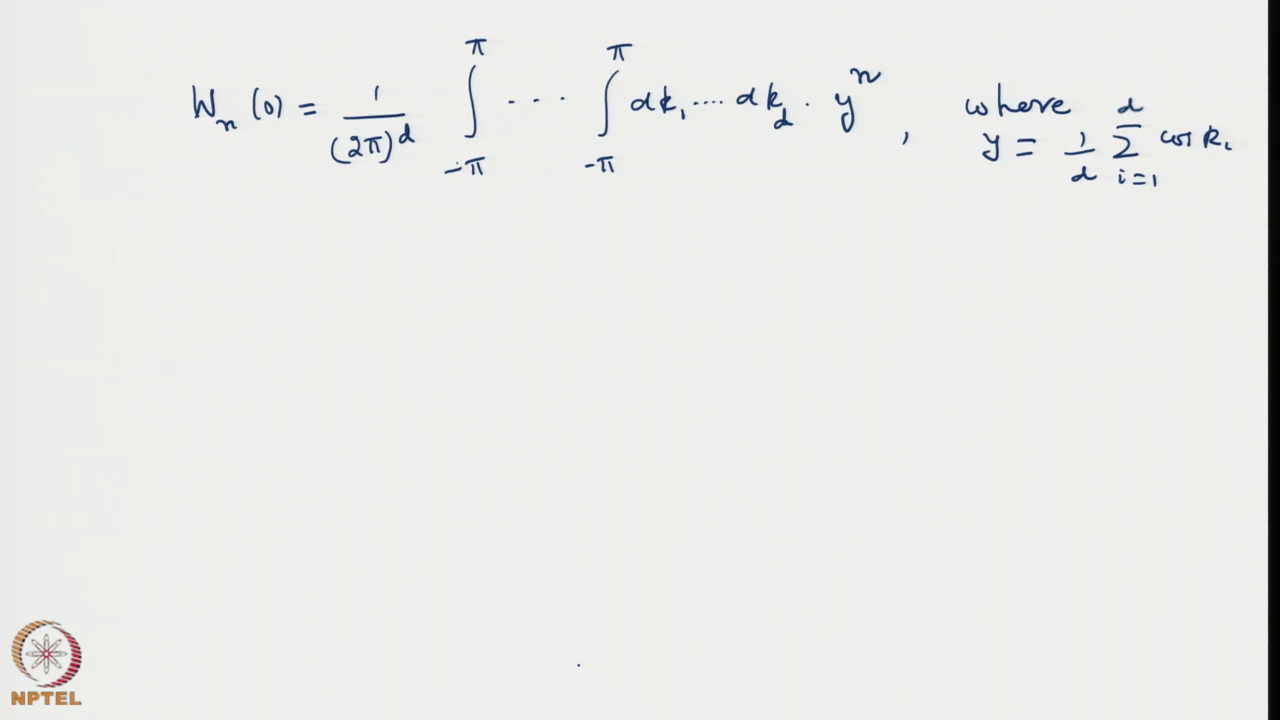 W_n(0) = 1/(2π)^d ∫_{-π}^{π} ... ∫_{-π}^{π} dk_1 .... dk_d . y^n , where
y = 1/d Σ_{i=1}^{d} cos k_i
NPTEL